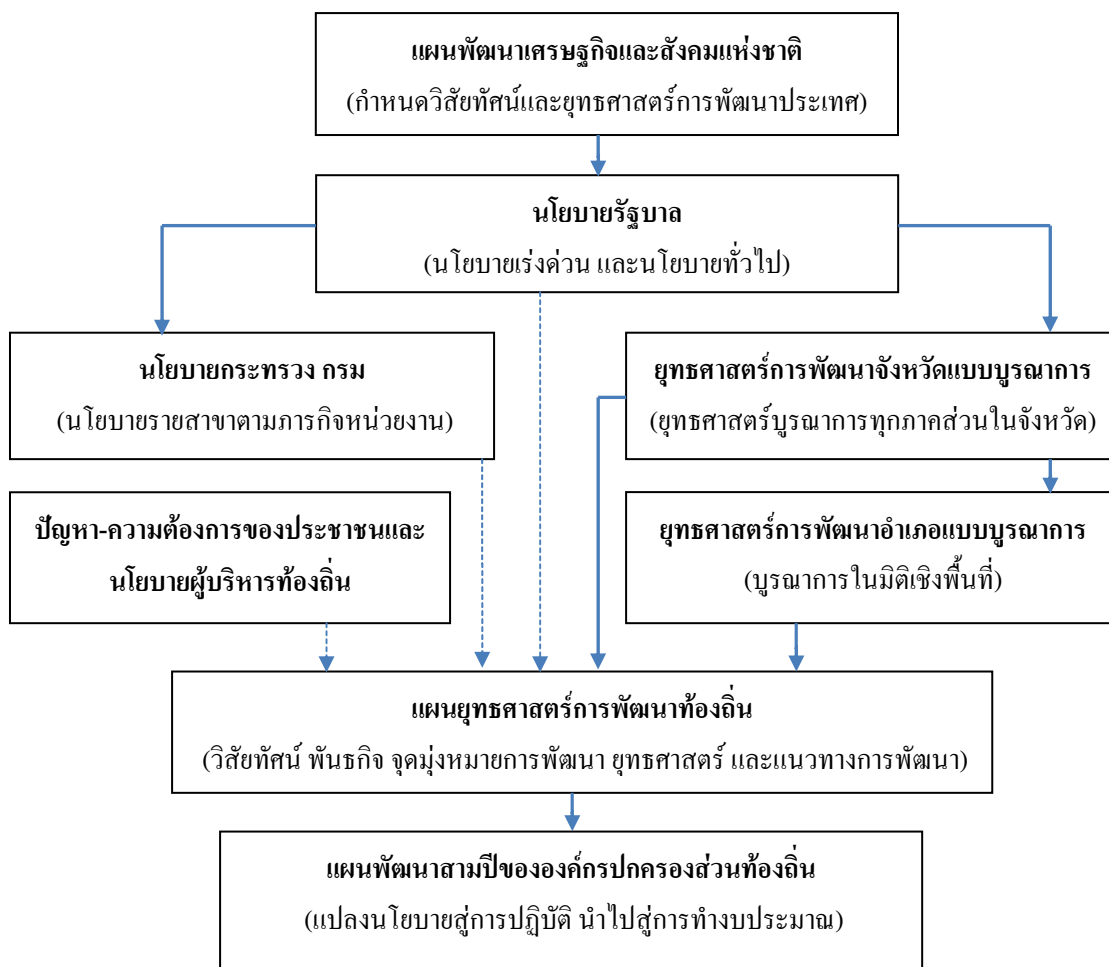 แผนพัฒนาเศรษฐกิจและสังคมแห่งชาติ
(กำหนดวิสัยทัศน์และยุทธศาสตร์การพัฒนาประเทศ)
นโยบายรัฐบาล
(นโยบายเร่งด่วน และนโยบายทั่วไป)
นโยบายกระทรวง กรม
(นโยบายรายสาขาตามภารกิจหน่วยงาน)
ยุทธศาสตร์การพัฒนาจังหวัดแบบบูรณาการ
(ยุทธศาสตร์บูรณาการทุกภาคส่วนในจังหวัด)
ปัญหา-ความต้องการของประชาชนและ
นโยบายผู้บริหารท้องถิ่น
ยุทธศาสตร์การพัฒนาอำเภอแบบบูรณาการ
(บูรณาการในมิติเชิงพื้นที่)
แผนยุทธศาสตร์การพัฒนาท้องถิ่น
(วิสัยทัศน์ พันธกิจ จุดมุ่งหมายการพัฒนา ยุทธศาสตร์ และแนวทางการพัฒนา)
แผนพัฒนาสามปีขององค์กรปกครองส่วนท้องถิ่น
(แปลงนโยบายสู่การปฏิบัติ นำไปสู่การทำงบประมาณ)